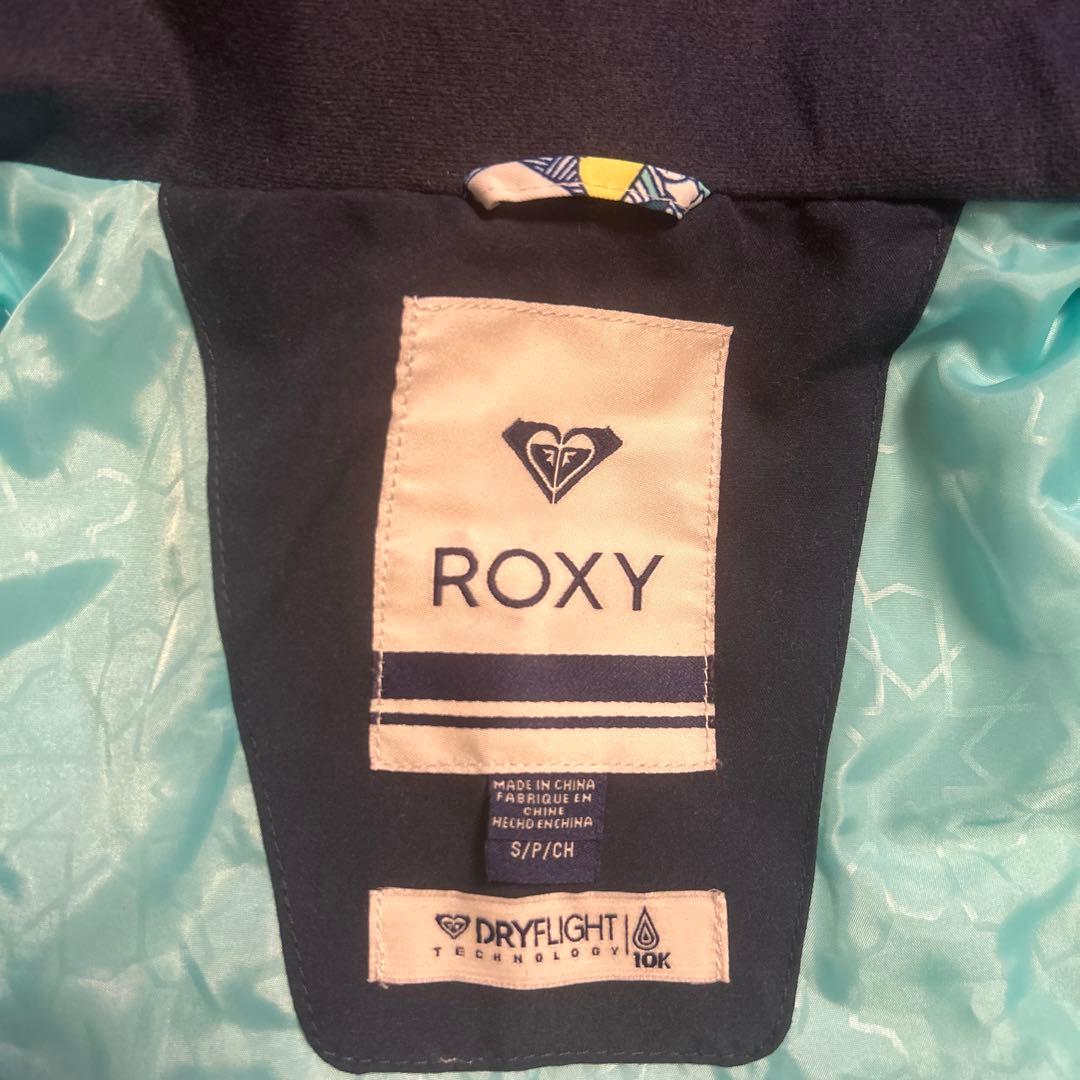 ROXY
MADE IN CHINA
FABRIQUE EN
CHINE
HECHO EN CHINA
S/P/CH
DRYFLIGHT
TECHNOLOGY
10K